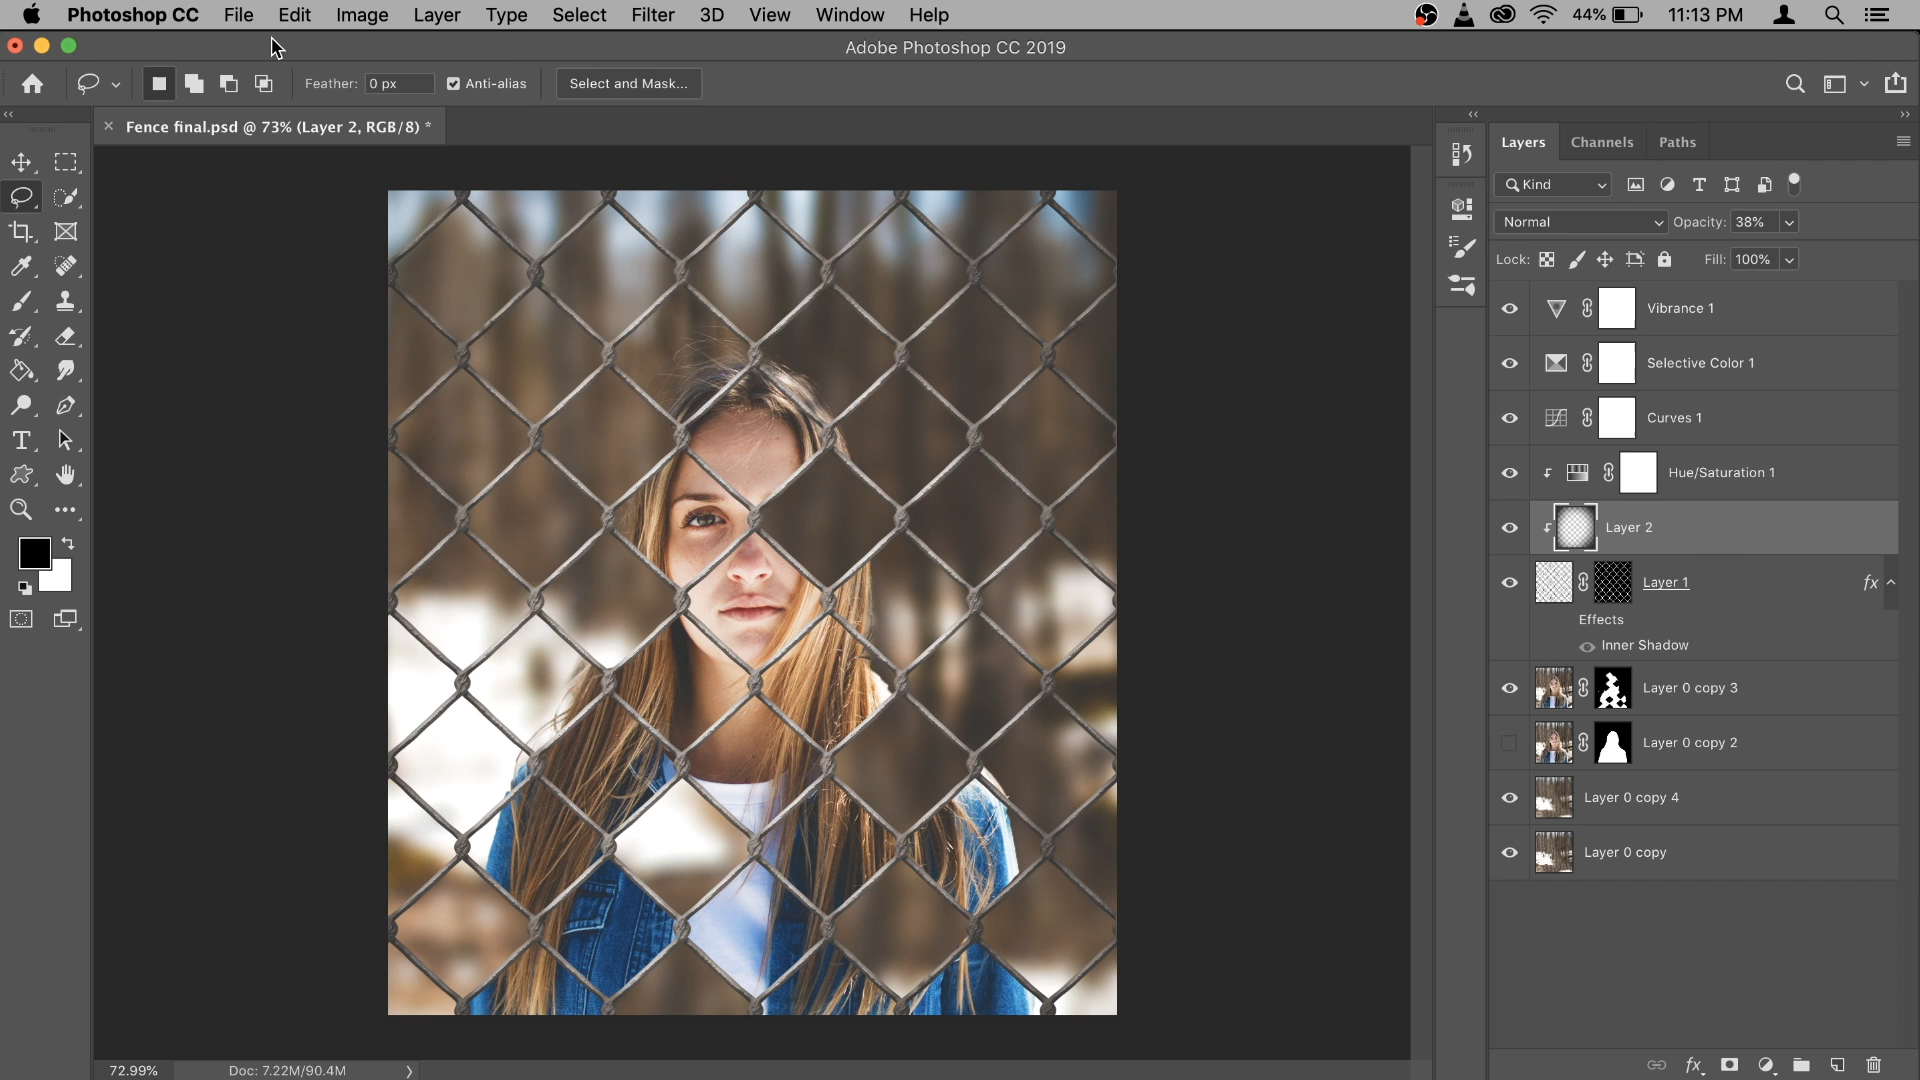 Photoshop CC File Edit Image Layer Type Select Filter 3D View Window Help 44% 11:13 PM
Adobe Photoshop CC 2019
Feather: 0 px Anti-alias Select and Mask...
× Fence final.psd @ 73% (Layer 2, RGB/8) *
Layers Channels Paths
Kind
Normal Opacity: 38%
Lock: Fill: 100%
Vibrance 1
Selective Color 1
Curves 1
Hue/Saturation 1
Layer 2
Layer 1 fx
Effects
Inner Shadow
Layer 0 copy 3
Layer 0 copy 2
Layer 0 copy 4
Layer 0 copy
72.99% Doc: 7.22M/90.4M
fx